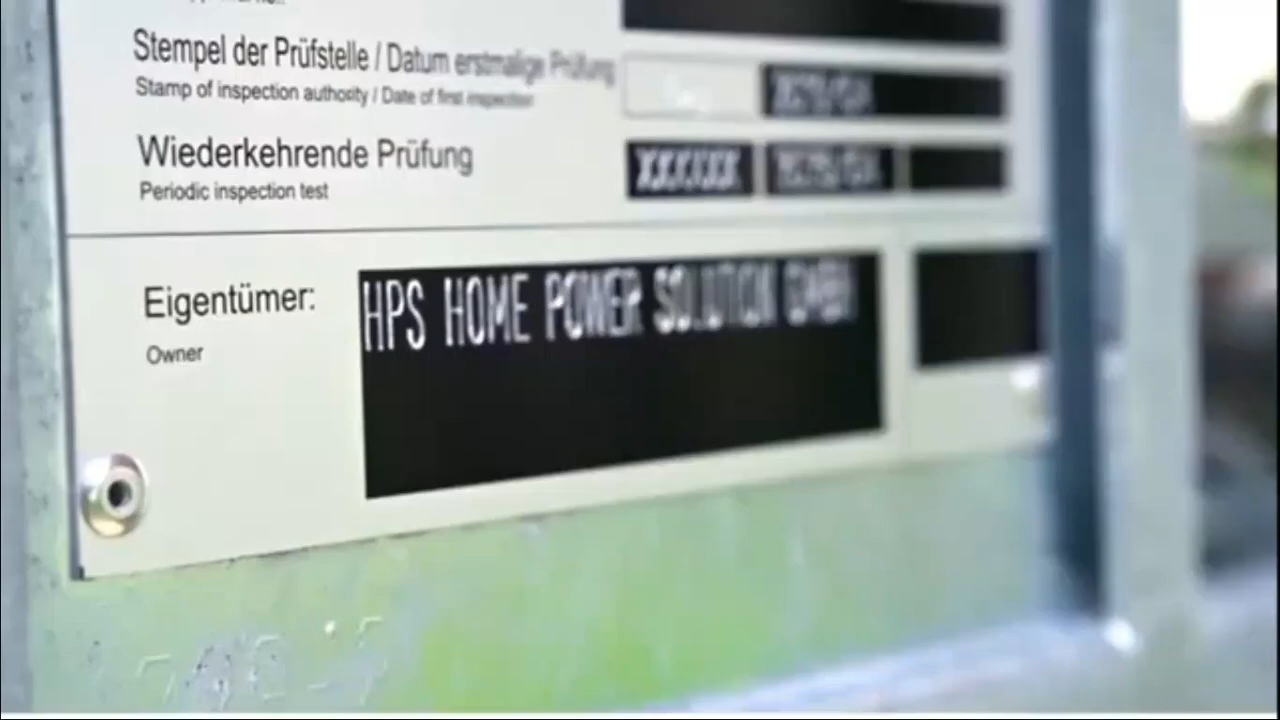 Stempel der Prüfstelle / Datum erstmalige Prüfung
Stamp of inspection authority / Date of first inspection
Wiederkehrende Prüfung XXXXXX
Periodic inspection test
Eigentümer: HPS HOME POWER SOLUTION GMBH
Owner